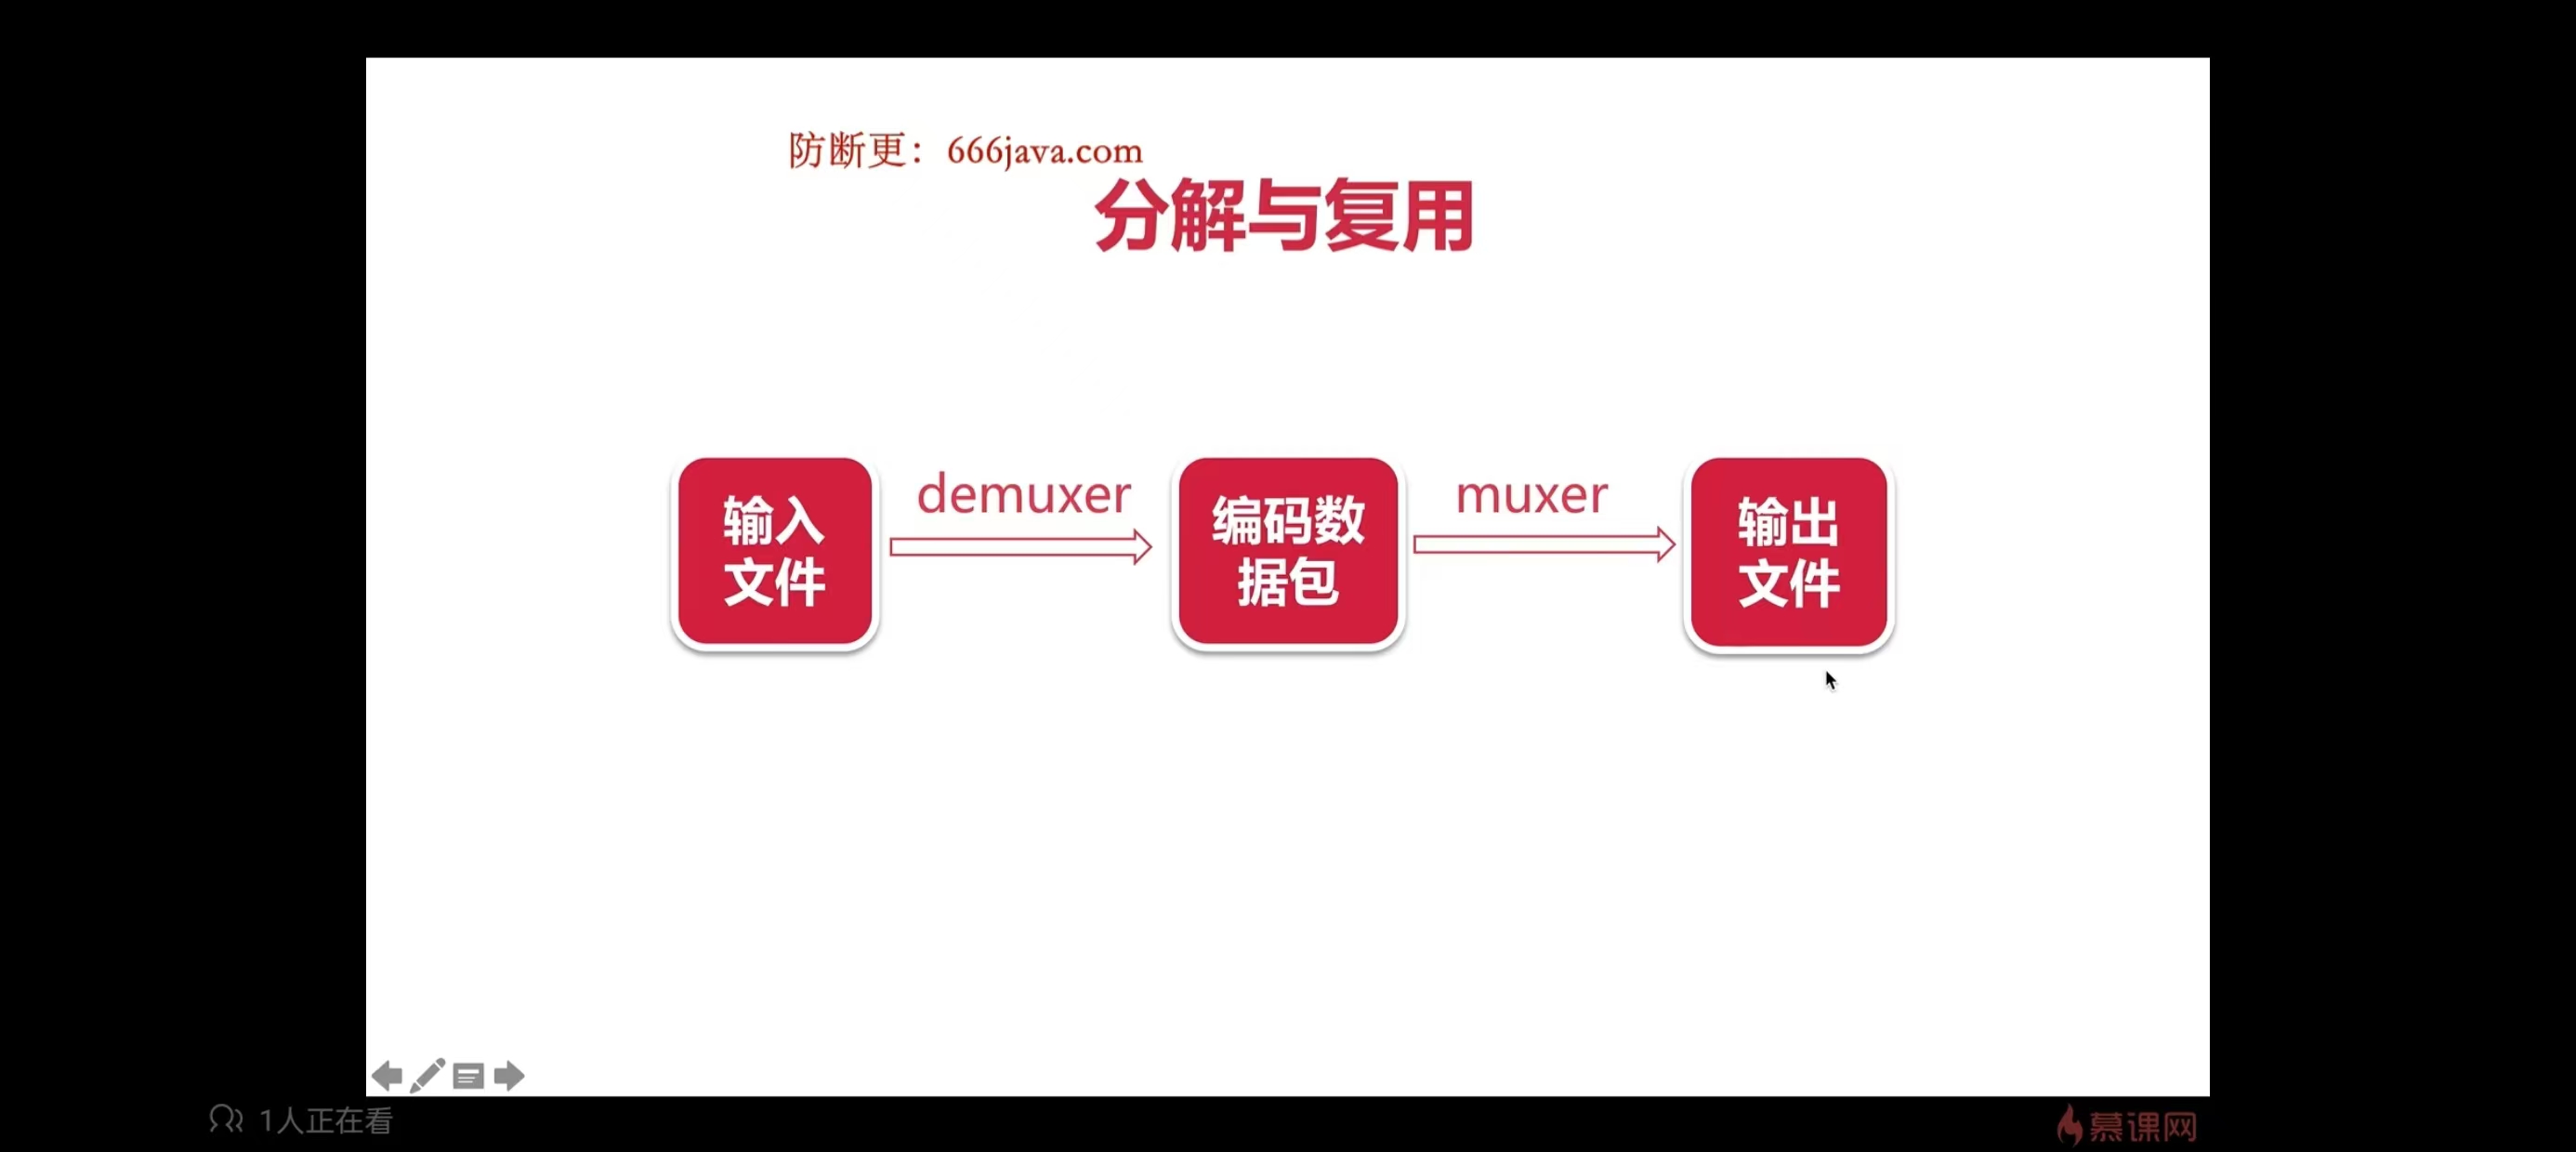 防断更：666java.com
分解与复用
输入
文件
demuxer
编码数
据包
muxer
输出
文件
1人正在看
慕课网